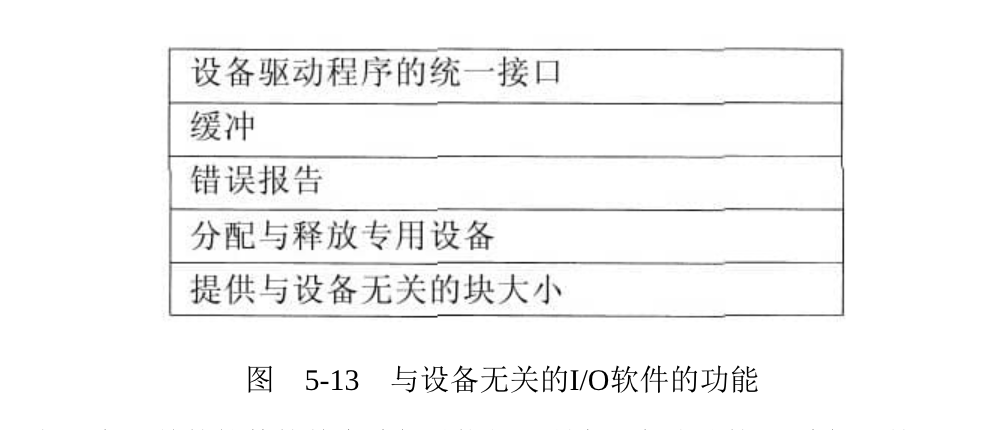 设备驱动程序的统一接口
缓冲
错误报告
分配与释放专用设备
提供与设备无关的块大小
图 5-13 与设备无关的I/O软件的功能